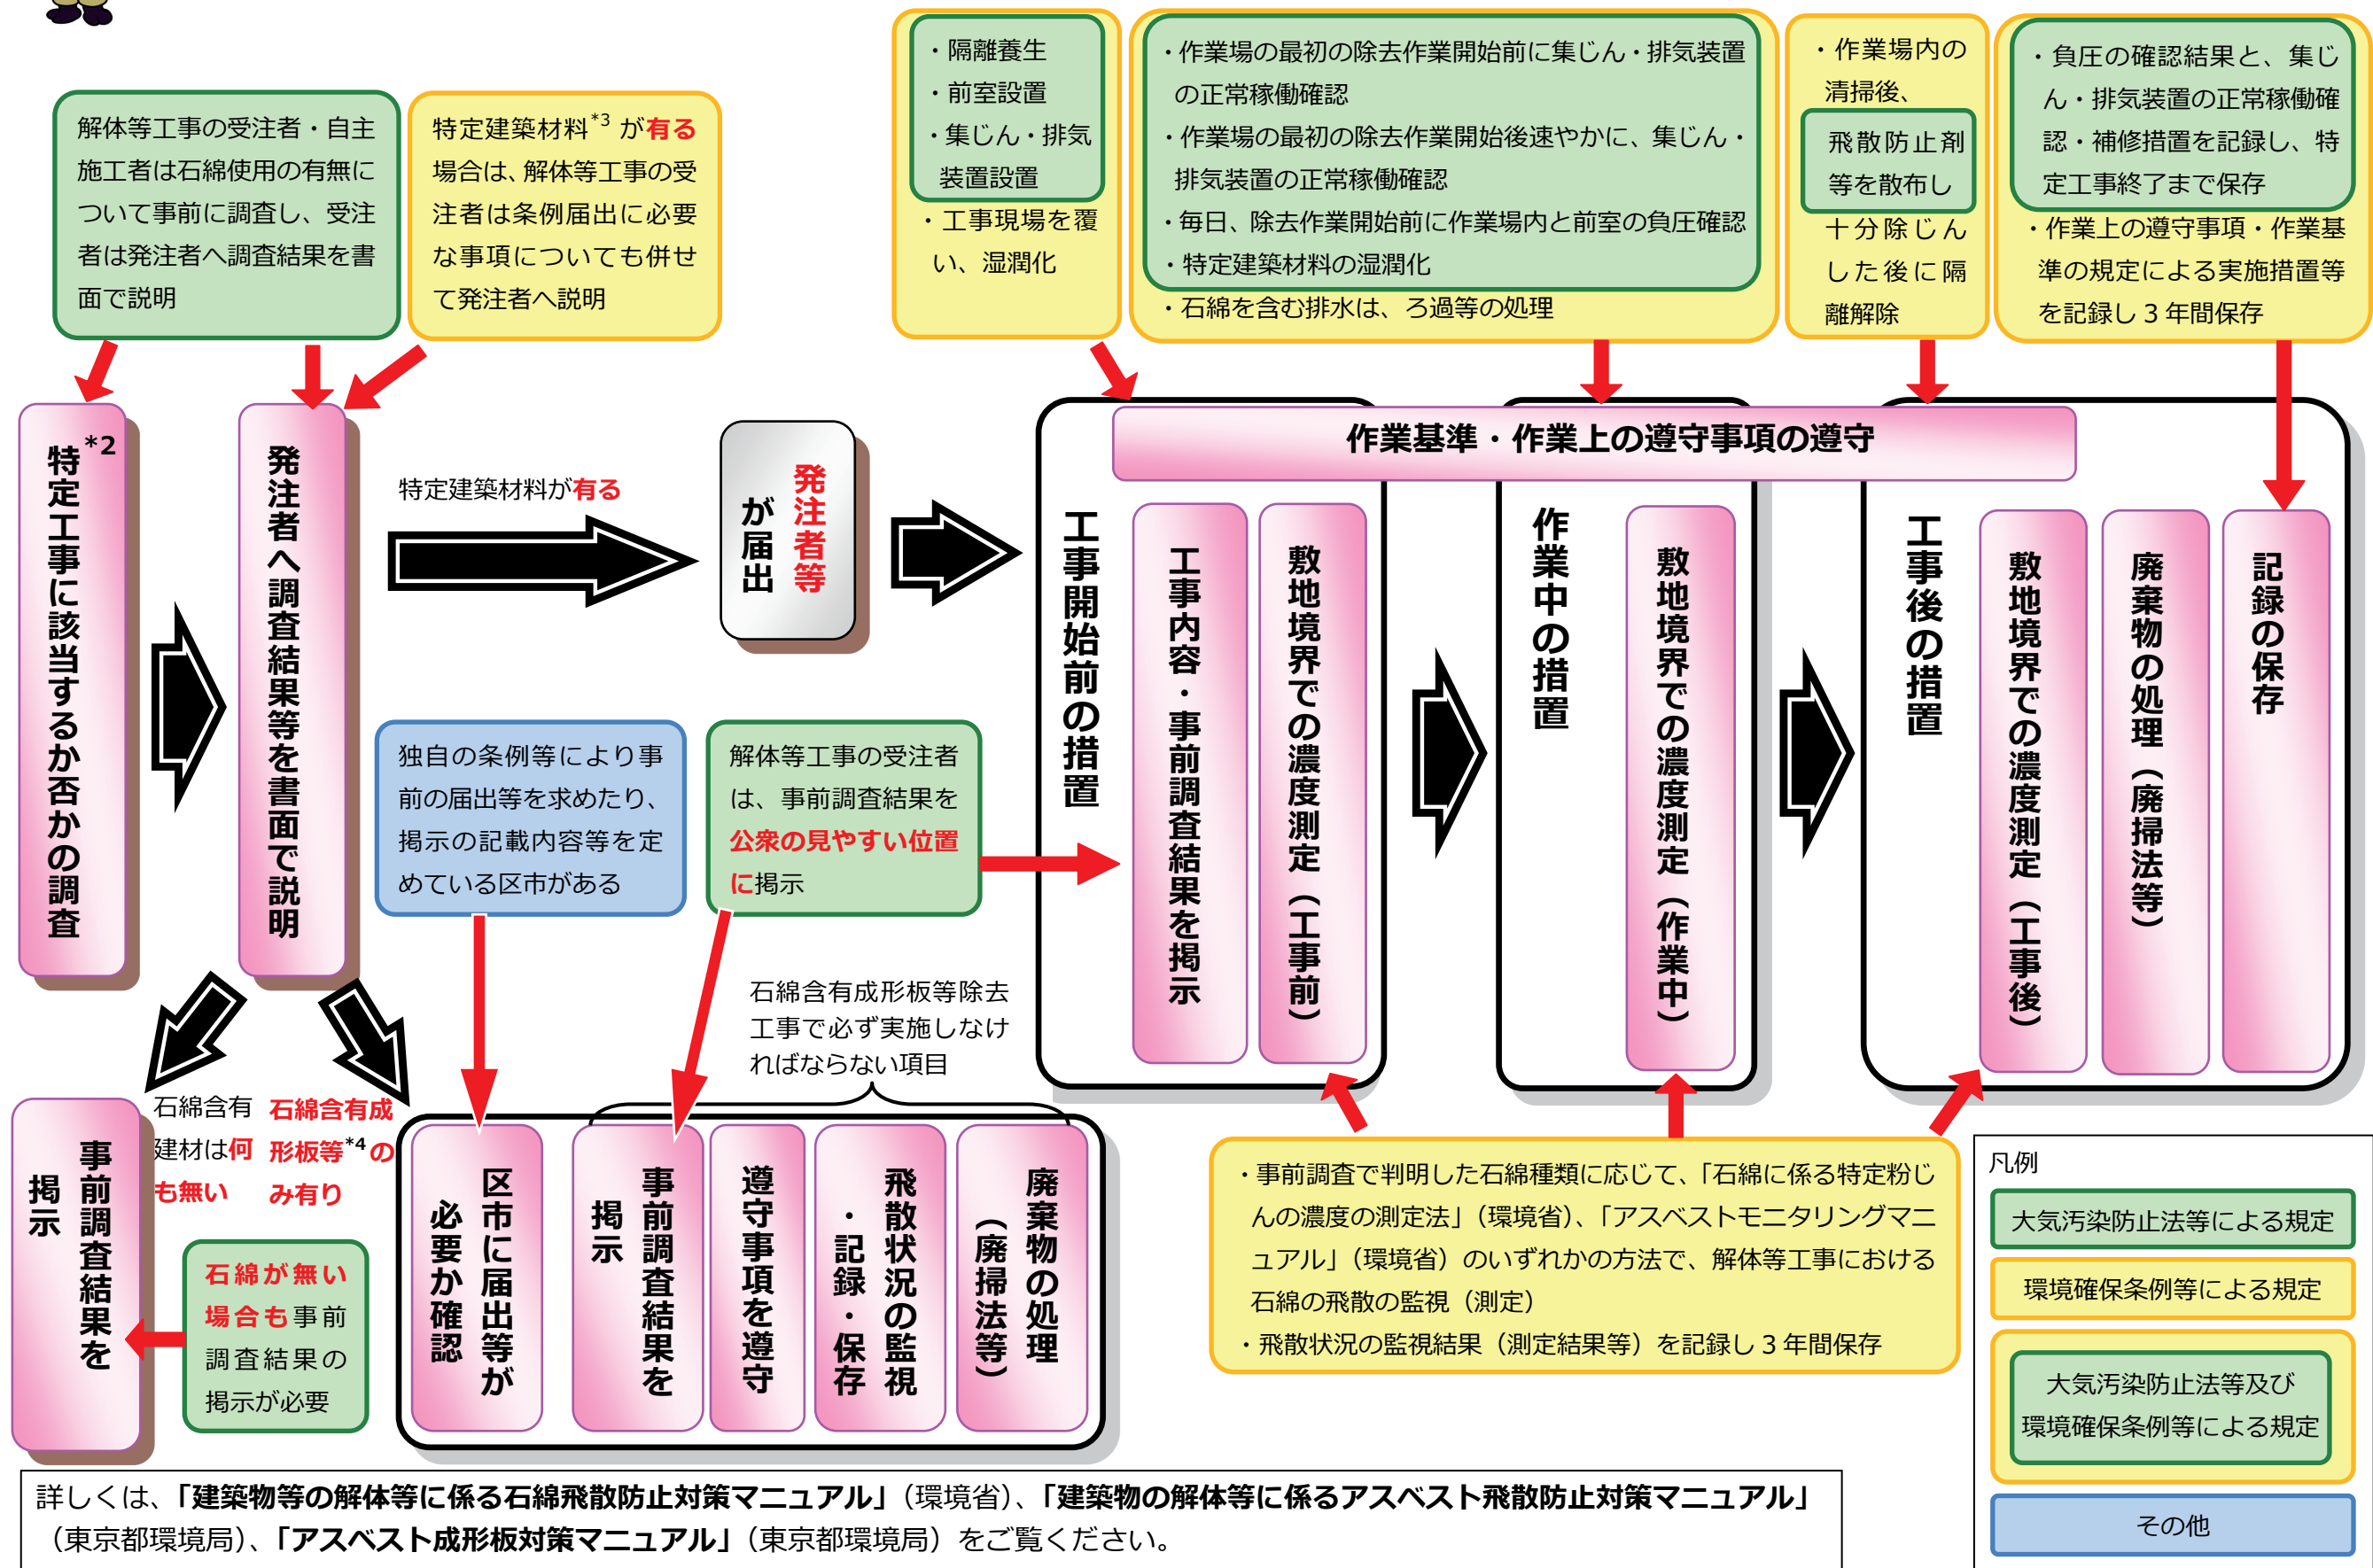 解体等工事の受注者・自主
施工者は石綿使用の有無に
ついて事前に調査し、受注
者は発注者へ調査結果を書
面で説明
特定建築材料*3 が有る
場合は、解体等工事の受
注者は条例届出に必要
な事項についても併せ
て発注者へ説明
・隔離養生
・前室設置
・集じん・排気
装置設置
・工事現場を覆
い、湿潤化
・作業場の最初の除去作業開始前に集じん・排気装置
の正常稼働確認
・作業場の最初の除去作業開始後速やかに、集じん・
排気装置の正常稼働確認
・毎日、除去作業開始前に作業場内と前室の負圧確認
・特定建築材料の湿潤化
・石綿を含む排水は、ろ過等の処理
・作業場内の
清掃後、
飛散防止剤
等を散布し
十分除じん
した後に隔
離解除
・負圧の確認結果と、集じ
ん・排気装置の正常稼働確
認・補修措置を記録し、特
定工事終了まで保存
・作業上の遵守事項・作業基
準の規定による実施措置等
を記録し 3 年間保存
特定工事に該当するか否かの調査*2
発注者へ調査結果等を書面で説明
特定建築材料が有る
発注者等
が届出
作業基準・作業上の遵守事項の遵守
工事開始前の措置
工事内容・事前調査結果を掲示
敷地境界での濃度測定（工事前）
作業中の措置
敷地境界での濃度測定（作業中）
工事後の措置
敷地境界での濃度測定（工事後）
廃棄物の処理（廃掃法等）
記録の保存
独自の条例等により事
前の届出等を求めたり、
掲示の記載内容等を定
めている区市がある
解体等工事の受注者
は、事前調査結果を
公衆の見やすい位置
に掲示
石綿含有成形板等除去
工事で必ず実施しなけ
ればならない項目
石綿含有
建材は何
も無い
石綿含有成
形板等*4の
み有り
事前調査結果を
掲示
石綿が無い
場合も事前
調査結果の
掲示が必要
区市に届出等が
必要か確認
事前調査結果を
掲示
遵守事項を遵守
飛散状況の監視
・記録・保存
廃棄物の処理
（廃掃法等）
・事前調査で判明した石綿種類に応じて、「石綿に係る特定粉じ
んの濃度の測定法」（環境省）、「アスベストモニタリングマニ
ュアル」（環境省）のいずれかの方法で、解体等工事における
石綿の飛散の監視（測定）
・飛散状況の監視結果（測定結果等）を記録し 3 年間保存
凡例
大気汚染防止法等による規定
環境確保条例等による規定
大気汚染防止法等及び
環境確保条例等による規定
その他
詳しくは、「建築物等の解体等に係る石綿飛散防止対策マニュアル」（環境省）、「建築物の解体等に係るアスベスト飛散防止対策マニュアル」
（東京都環境局）、「アスベスト成形板対策マニュアル」（東京都環境局）をご覧ください。